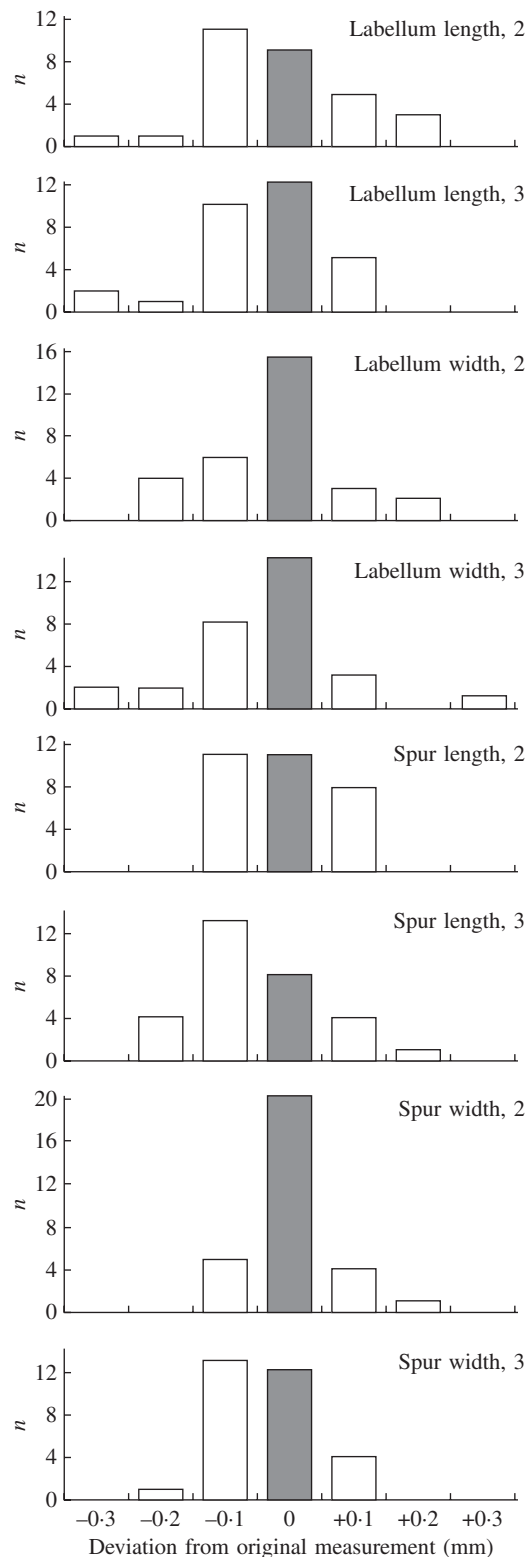 12
Labellum length, 2
8
n
4
0
12
Labellum length, 3
8
n
4
0
16
Labellum width, 2
12
n
8
4
0
Labellum width, 3
12
8
n
4
0
12
Spur length, 2
8
n
4
0
Spur length, 3
12
8
n
4
0
20
Spur width, 2
16
12
n
8
4
0
Spur width, 3
12
8
n
4
0
–0·3 –0·2 –0·1 0 +0·1 +0·2 +0·3
Deviation from original measurement (mm)